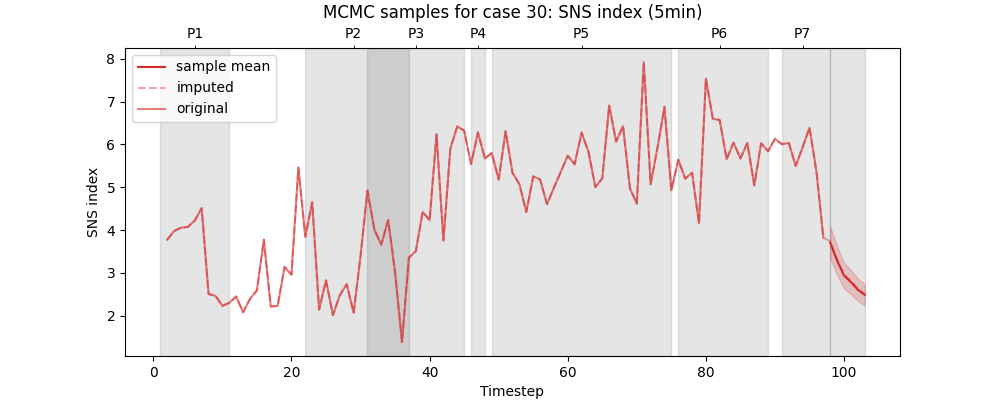 MCMC samples for case 30: SNS index (5min)
P1 P2 P3 P4 P5 P6 P7
sample mean
imputed
original
8
7
6
5
4
3
2
SNS index
0 20 40 60 80 100
Timestep